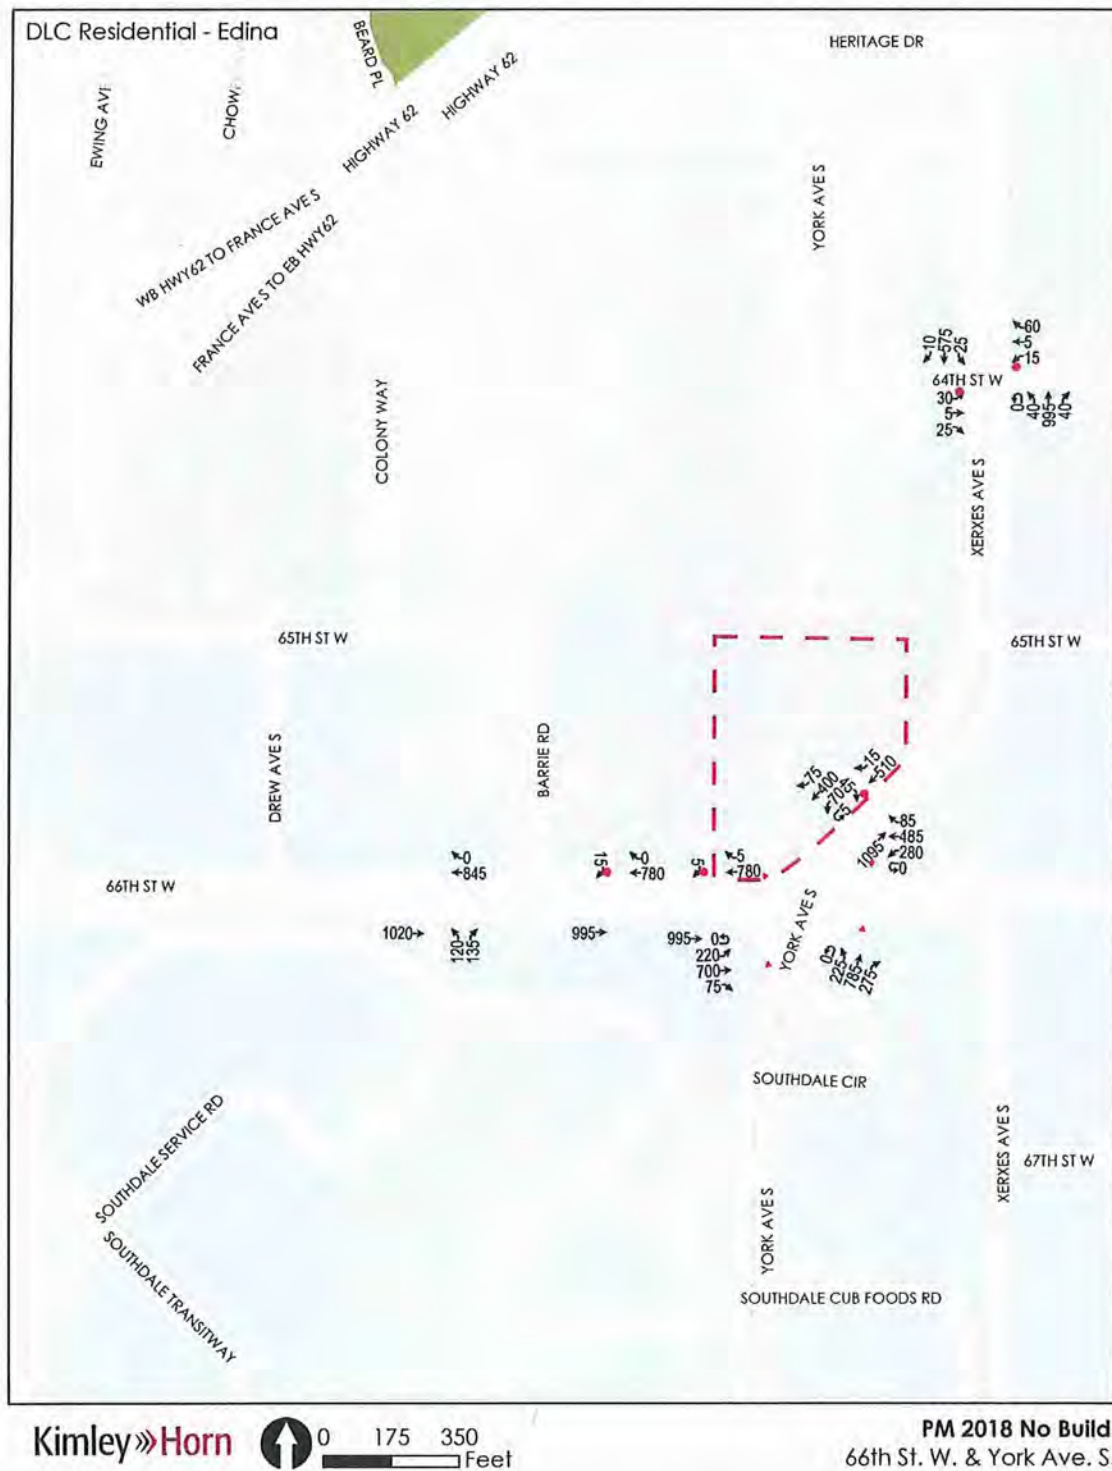 DLC Residential - Edina
BEARD PL
HERITAGE DR
HIGHWAY 62
HIGHWAY 62
EWING AVE
CHOW
YORK AVE S
WB HWY62 TO FRANCE AVE S
FRANCE AVE S TO EB HWY62
10
575
25
60
5
15
64TH ST W
30
5
25
0
40
995
40
COLONY WAY
XERXES AVE S
65TH ST W
65TH ST W
DREW AVE S
BARRIE RD
75
400
70
5
45
15
510
85
485
280
0
1095
66TH ST W
0
845
15
0
780
5
5
780
1020
120
135
995
995
0
220
700
75
YORK AVE S
0
225
785
275
SOUTHDALE CIR
SOUTHDALE SERVICE RD
XERXES AVE S
67TH ST W
YORK AVE S
SOUTHDALE TRANSITWAY
SOUTHDALE CUB FOODS RD
Kimley»Horn
0 175 350
Feet
PM 2018 No Build
66th St. W. & York Ave. S